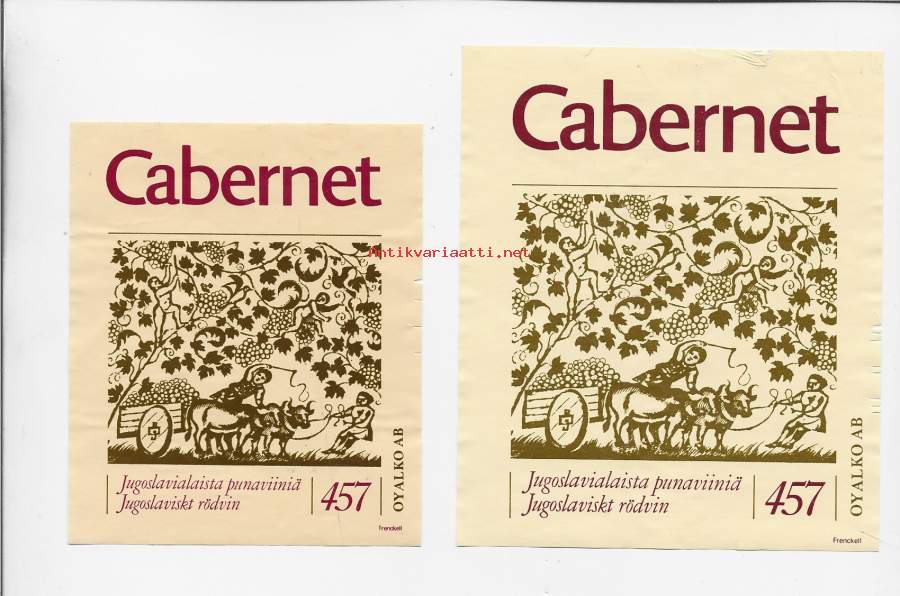 Cabernet
Jugoslavialaista punaviiniä
Jugoslaviskt rödvin
457
OY ALKO AB
Frenckell
Cabernet
Jugoslavialaista punaviiniä
Jugoslaviskt rödvin
457
OY ALKO AB
Frenckell
Antikvariaatti.net